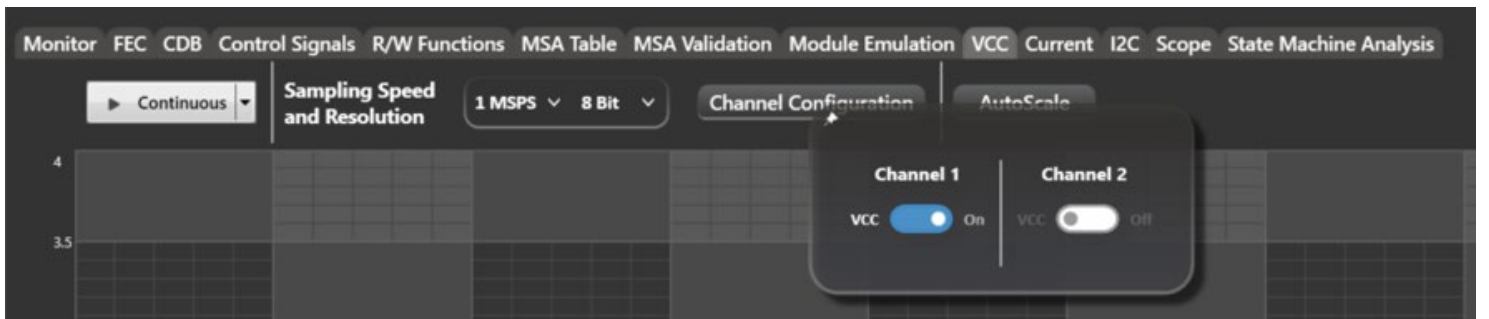 Monitor FEC CDB Control Signals R/W Functions MSA Table MSA Validation Module Emulation VCC Current I2C Scope State Machine Analysis
Continuous
Sampling Speed
and Resolution
1 MSPS 8 Bit
Channel Configuration
AutoScale
4
3.5
Channel 1
VCC On
Channel 2
VCC Off